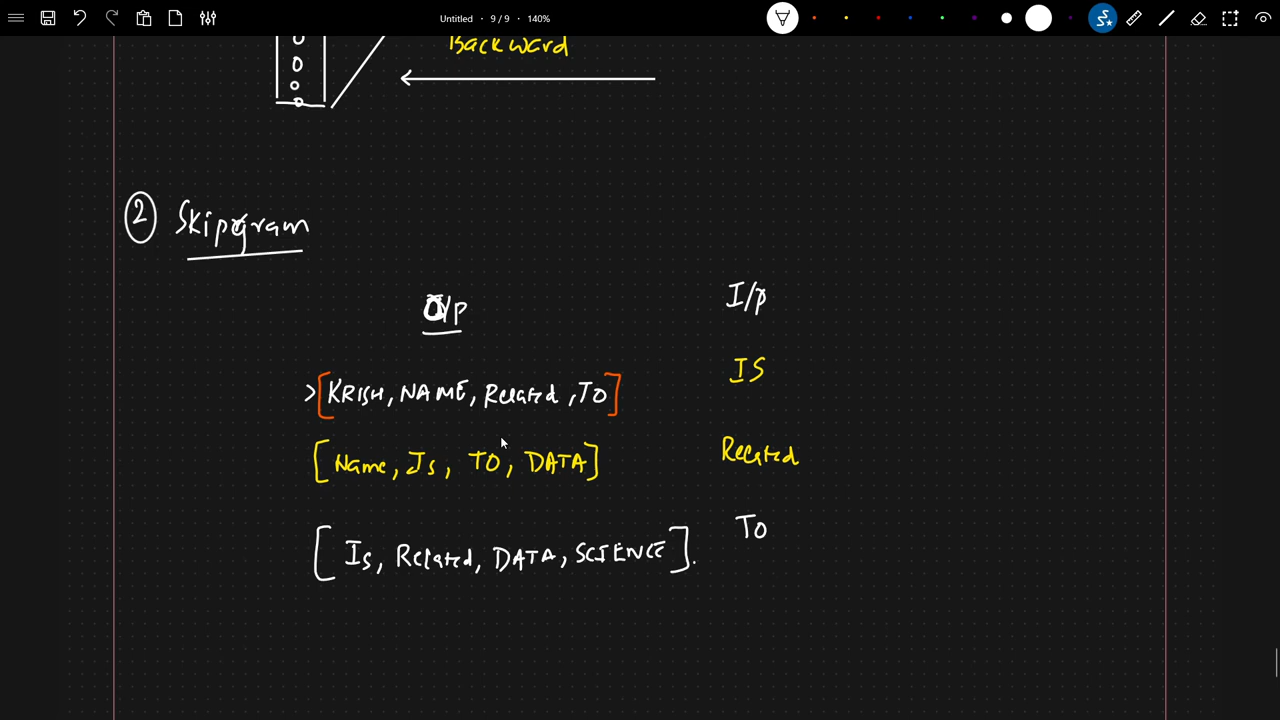 Untitled • 9 / 9 • 140%
Backward
② Skipgram
O/p I/p
>[KRISH, NAME, Related, TO] IS
[Name, Is, TO, DATA] Related
[Is, Related, DATA, SCIENCE]. To